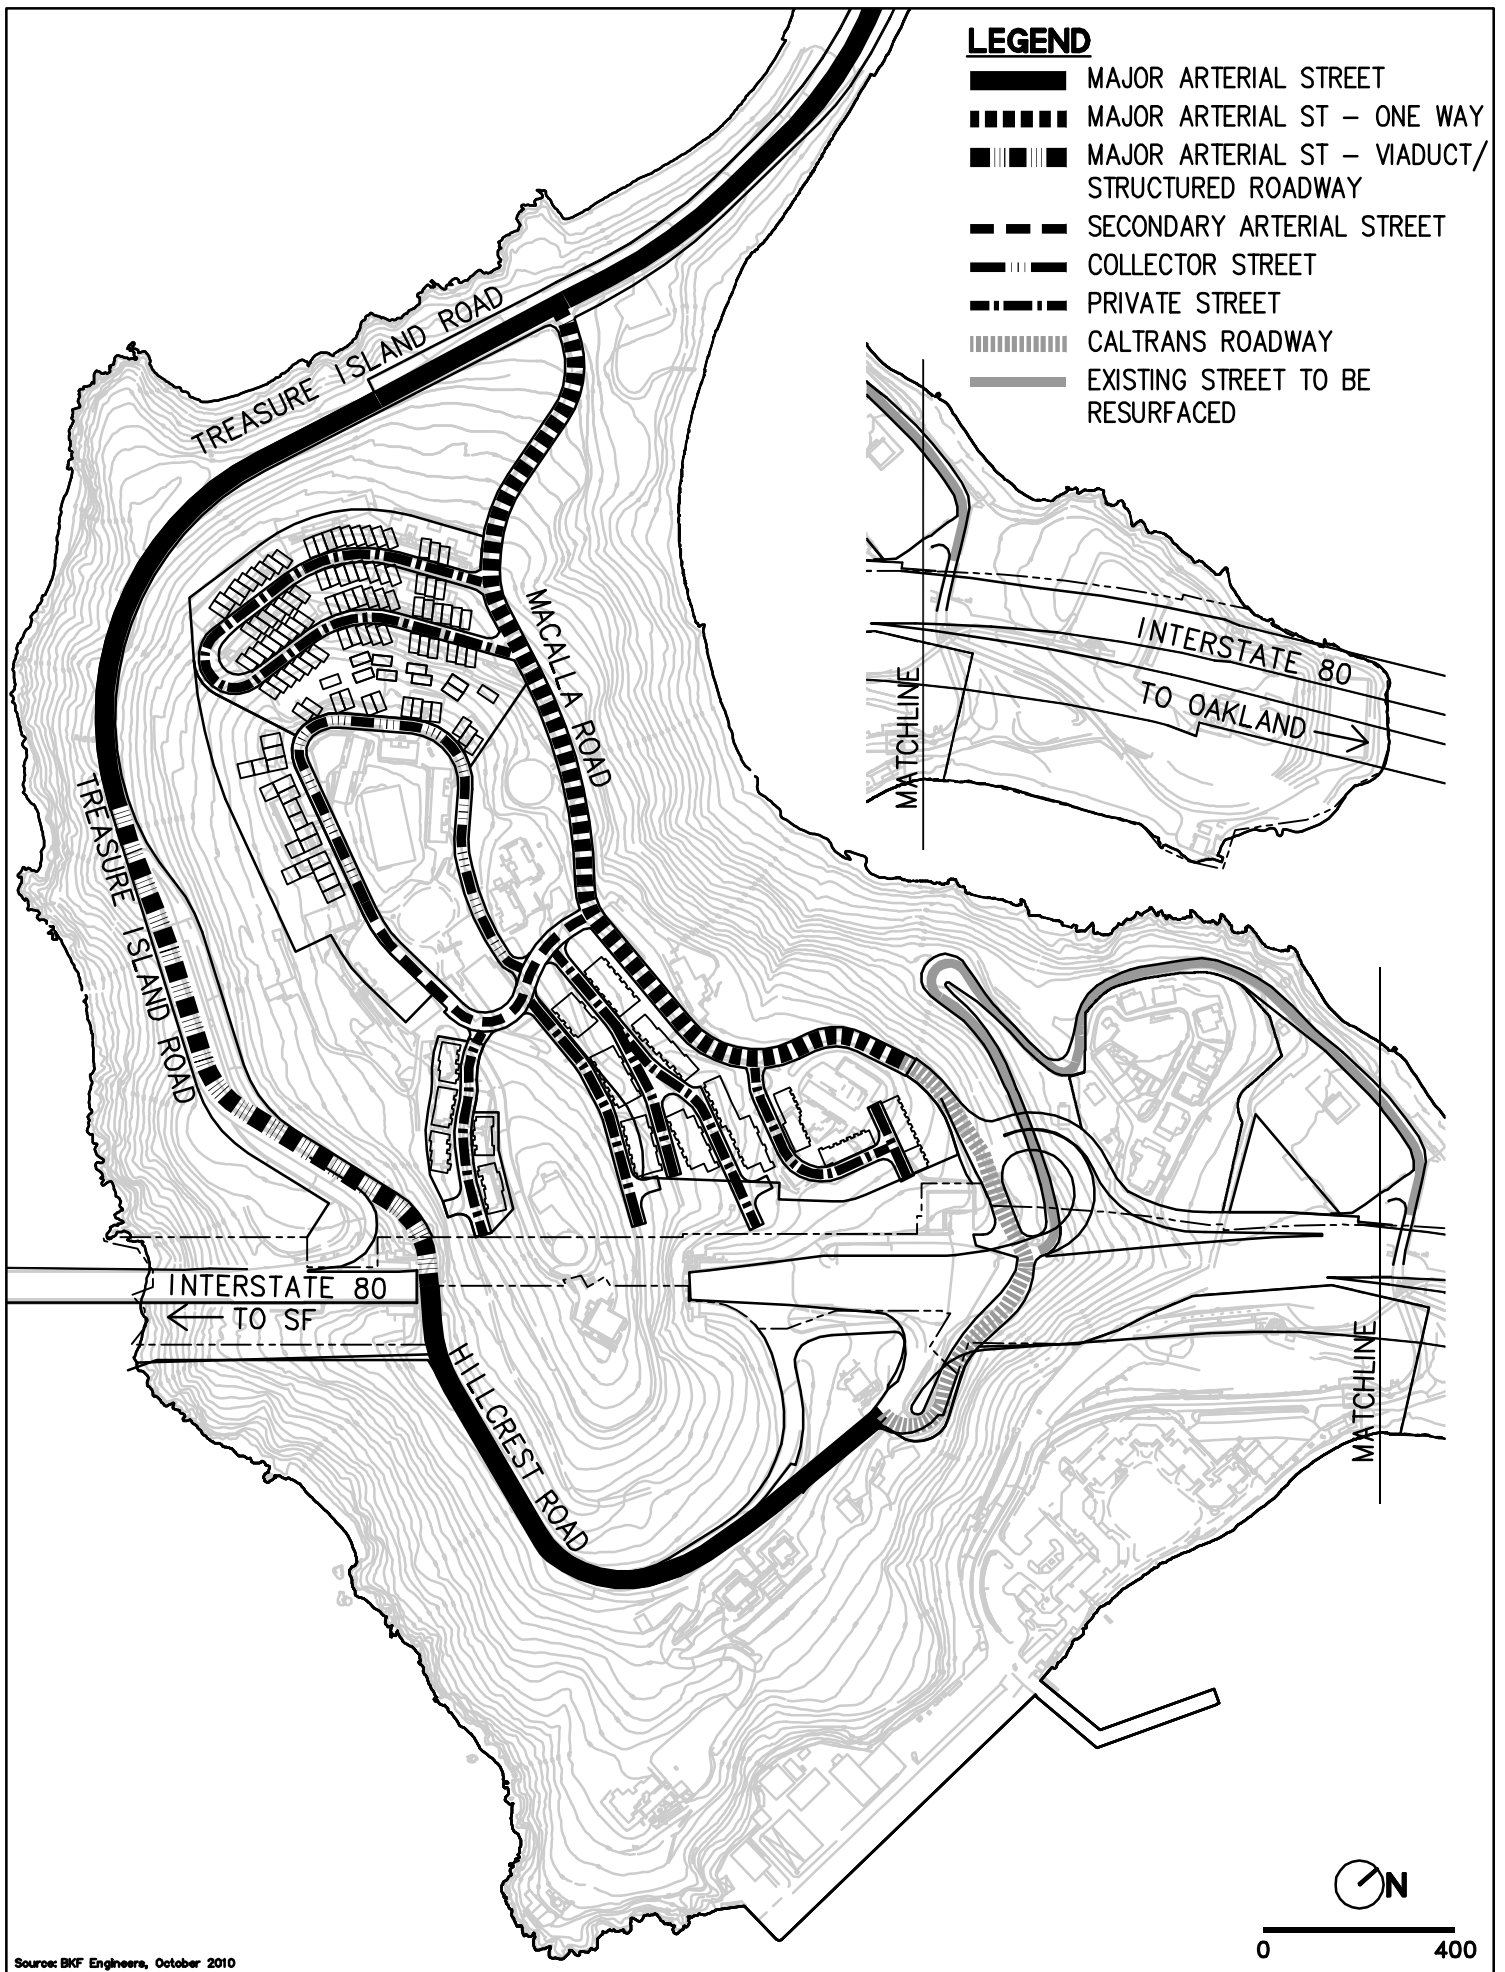 LEGEND
MAJOR ARTERIAL STREET
MAJOR ARTERIAL ST – ONE WAY
MAJOR ARTERIAL ST – VIADUCT/
STRUCTURED ROADWAY
SECONDARY ARTERIAL STREET
COLLECTOR STREET
PRIVATE STREET
CALTRANS ROADWAY
EXISTING STREET TO BE
RESURFACED
TREASURE ISLAND ROAD
MACALLA ROAD
INTERSTATE 80
TO OAKLAND
MATCHLINE
TREASURE ISLAND ROAD
INTERSTATE 80
TO SF
HILLCREST ROAD
MATCHLINE
N
0 400
Source: BKF Engineers, October 2010